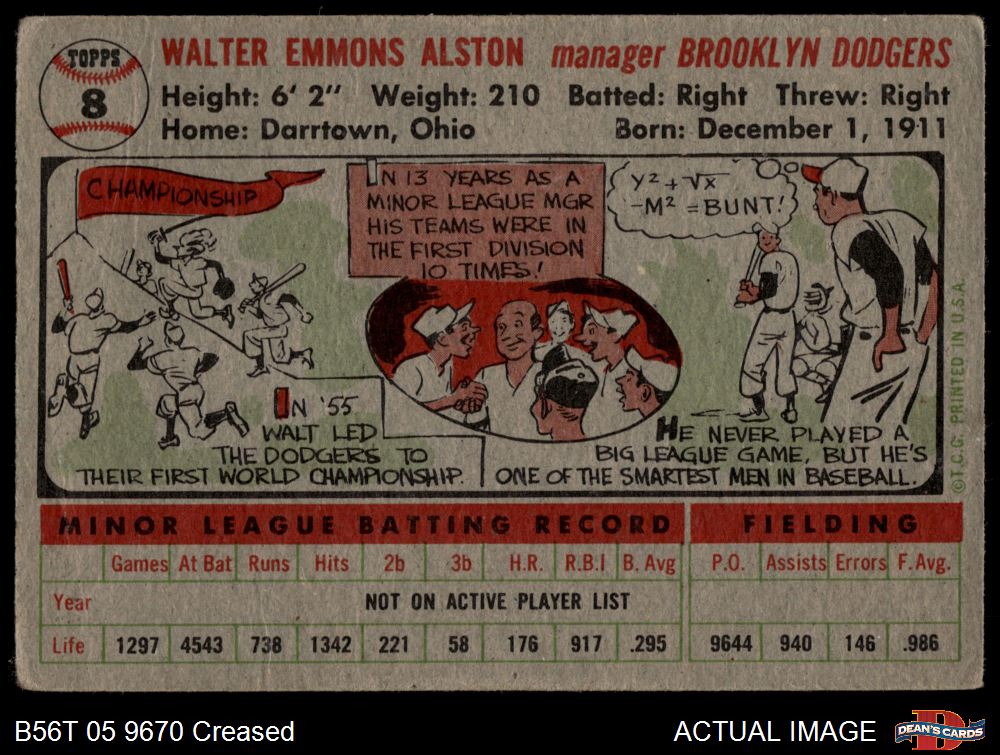 TOPPS
8
WALTER EMMONS ALSTON manager BROOKLYN DODGERS
Height: 6' 2" Weight: 210 Batted: Right Threw: Right
Home: Darrtown, Ohio Born: December 1, 1911
CHAMPIONSHIP
IN '55
WALT LED
THE DODGERS TO
THEIR FIRST WORLD CHAMPIONSHIP.
IN 13 YEARS AS A
MINOR LEAGUE MGR
HIS TEAMS WERE IN
THE FIRST DIVISION
10 TIMES!
Y² + √X
-M² = BUNT!
HE NEVER PLAYED A
BIG LEAGUE GAME, BUT HE'S
ONE OF THE SMARTEST MEN IN BASEBALL.
©T.C.G. PRINTED IN U.S.A.
MINOR LEAGUE BATTING RECORD FIELDING
Games At Bat Runs Hits 2b 3b H.R. R.B.I B. Avg P.O. Assists Errors F. Avg.
Year NOT ON ACTIVE PLAYER LIST
Life 1297 4543 738 1342 221 58 176 917 .295 9644 940 146 .986
B56T 05 9670 Creased ACTUAL IMAGE
DEAN'S CARDS